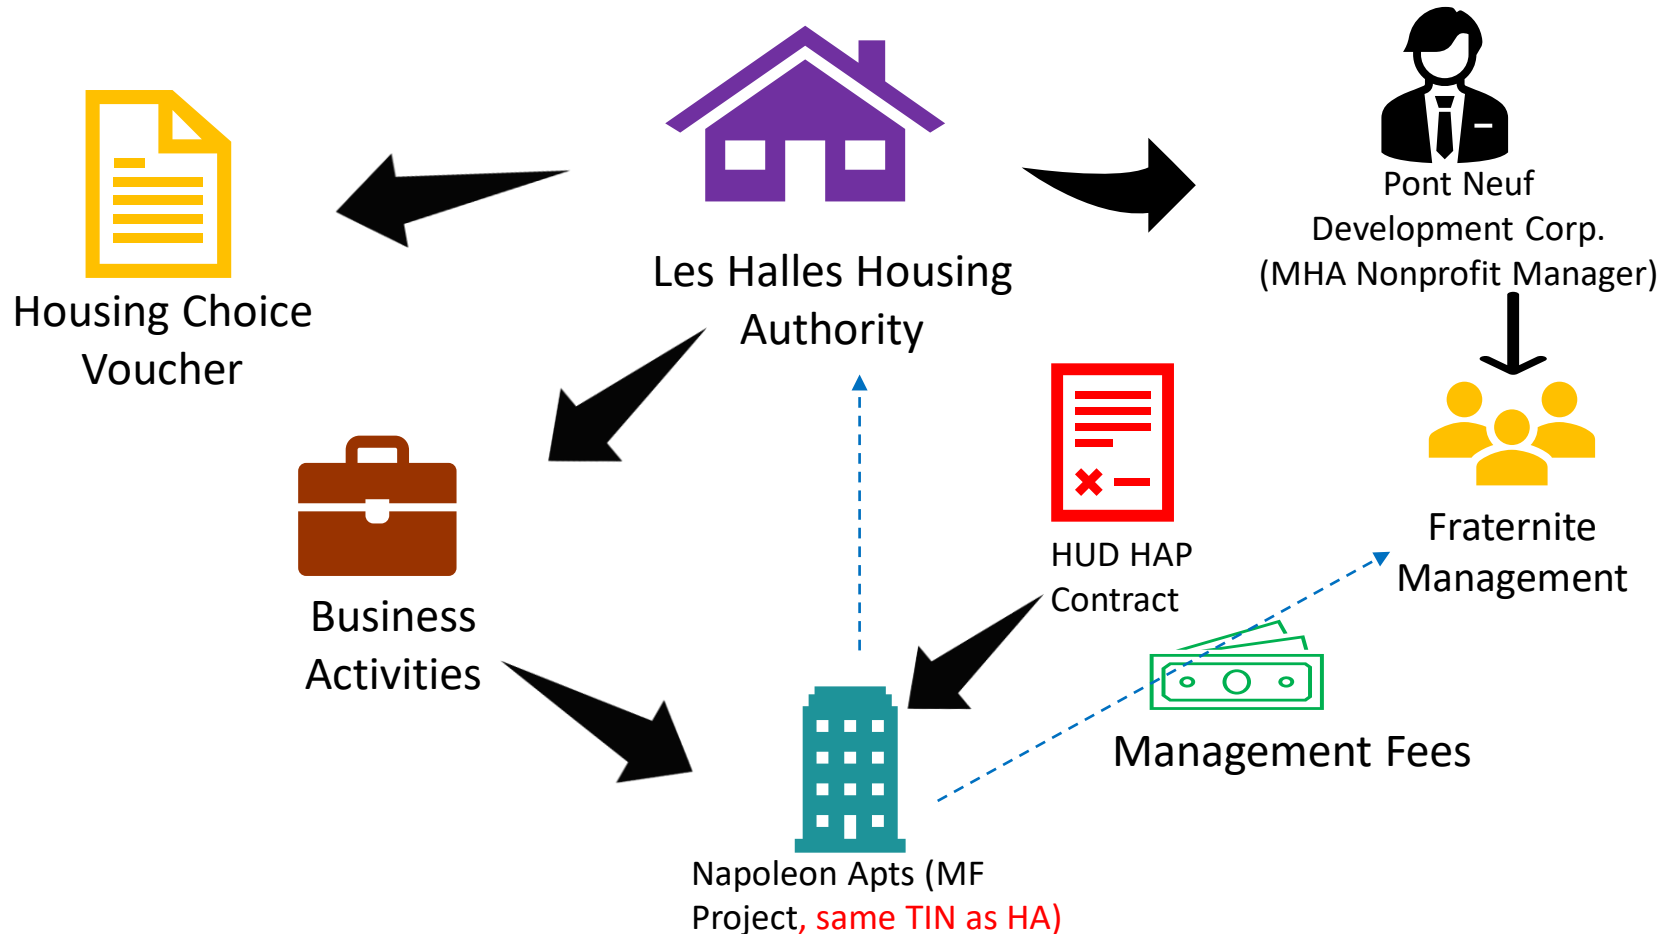 Pont Neuf
Development Corp.
(MHA Nonprofit Manager)
Les Halles Housing
Authority
Housing Choice
Voucher
Fraternite
Management
HUD HAP
Contract
Business
Activities
Management Fees
Napoleon Apts (MF
Project, same TIN as HA)